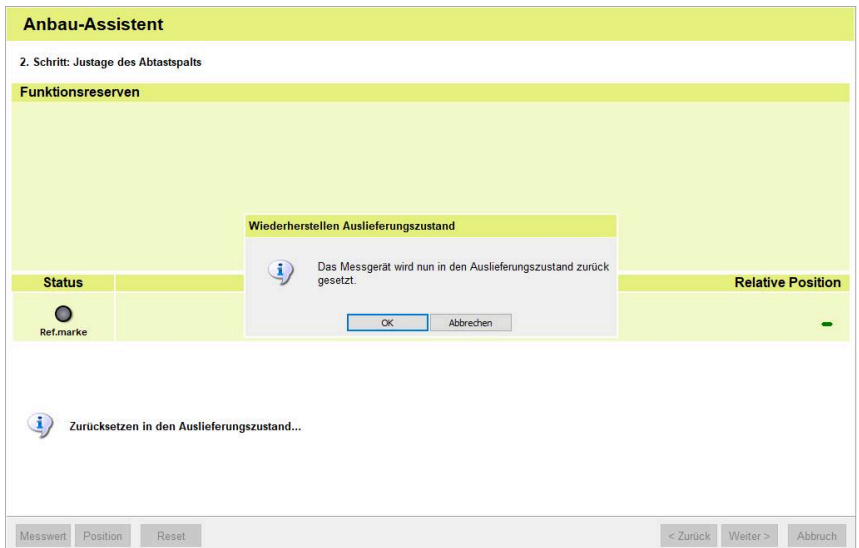 Anbau-Assistent
2. Schritt: Justage des Abtastspalts
Funktionsreserven
Wiederherstellen Auslieferungszustand
Das Messgerät wird nun in den Auslieferungszustand zurück
gesetzt.
OK Abbrechen
Status Relative Position
Ref.marke
Zurücksetzen in den Auslieferungszustand...
Messwert Position Reset < Zurück Weiter > Abbruch